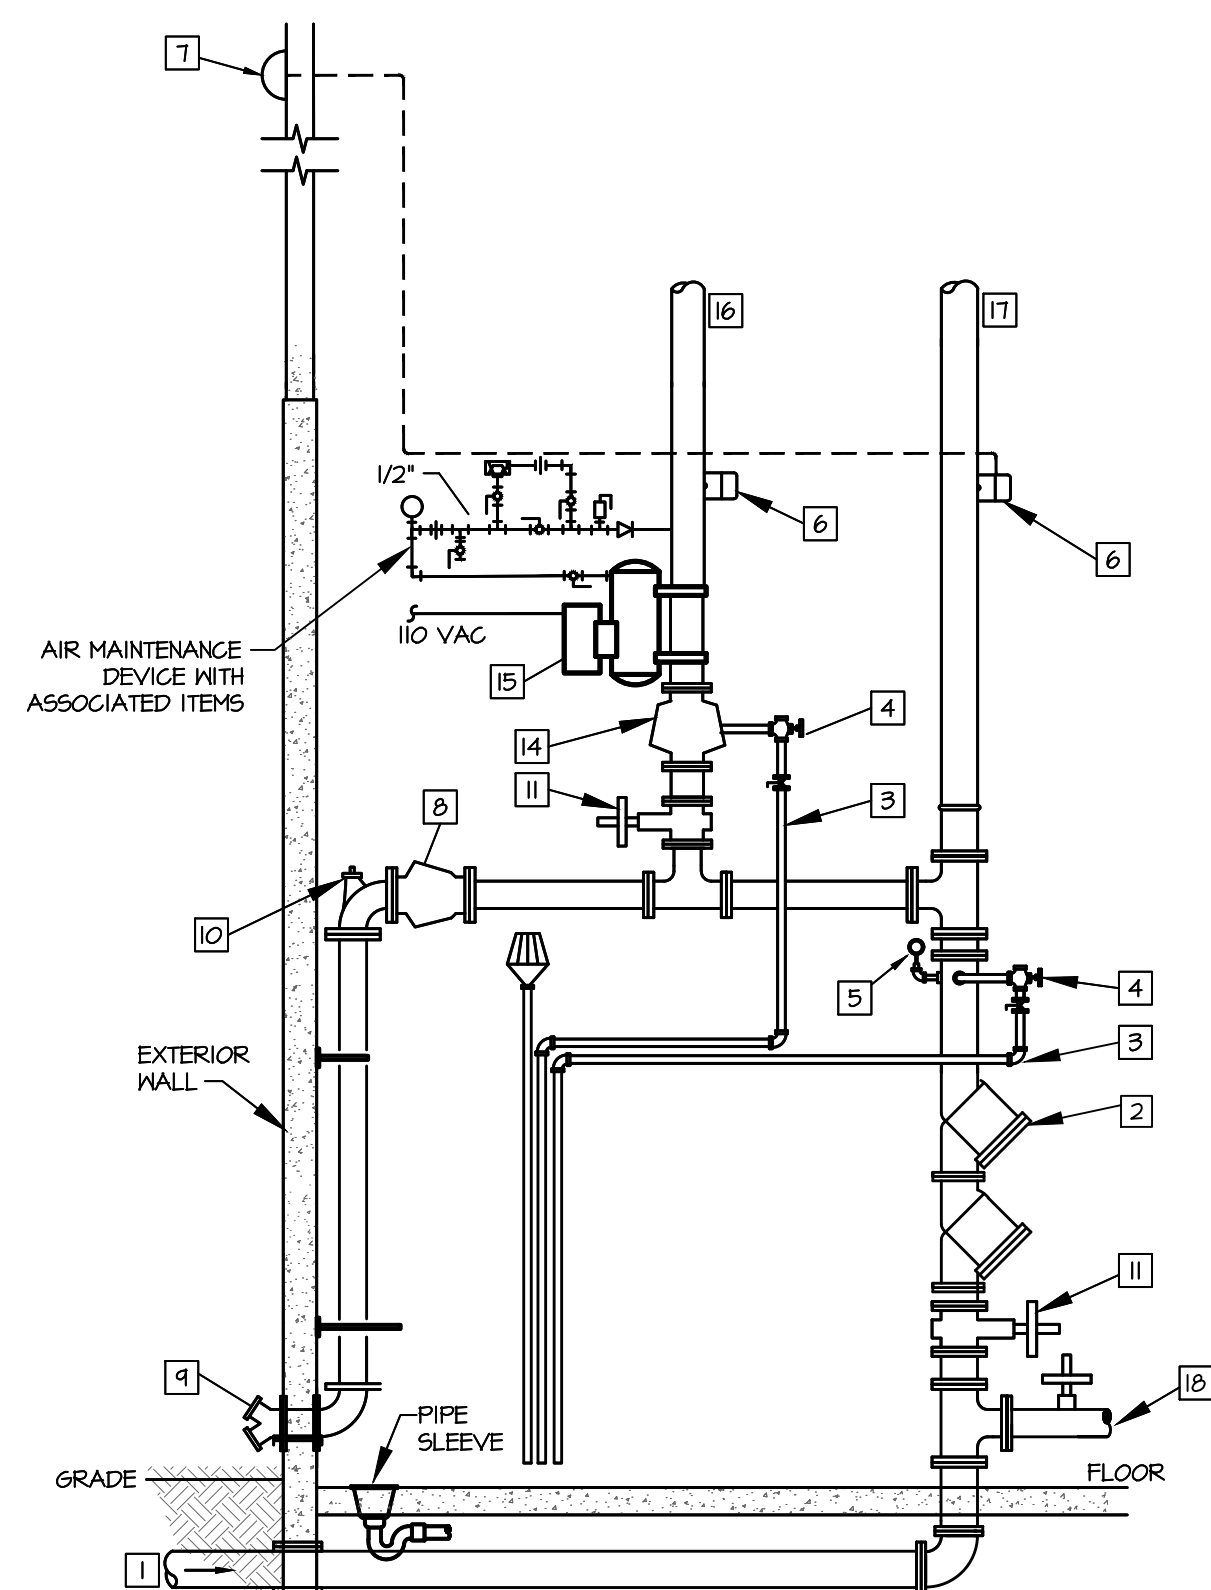 7
16
17
1/2"
6
6
110 VAC
AIR MAINTENANCE
DEVICE WITH
ASSOCIATED ITEMS
15
4
14
11
3
8
10
5
4
3
EXTERIOR
WALL
2
11
9
18
PIPE
SLEEVE
GRADE
FLOOR
1